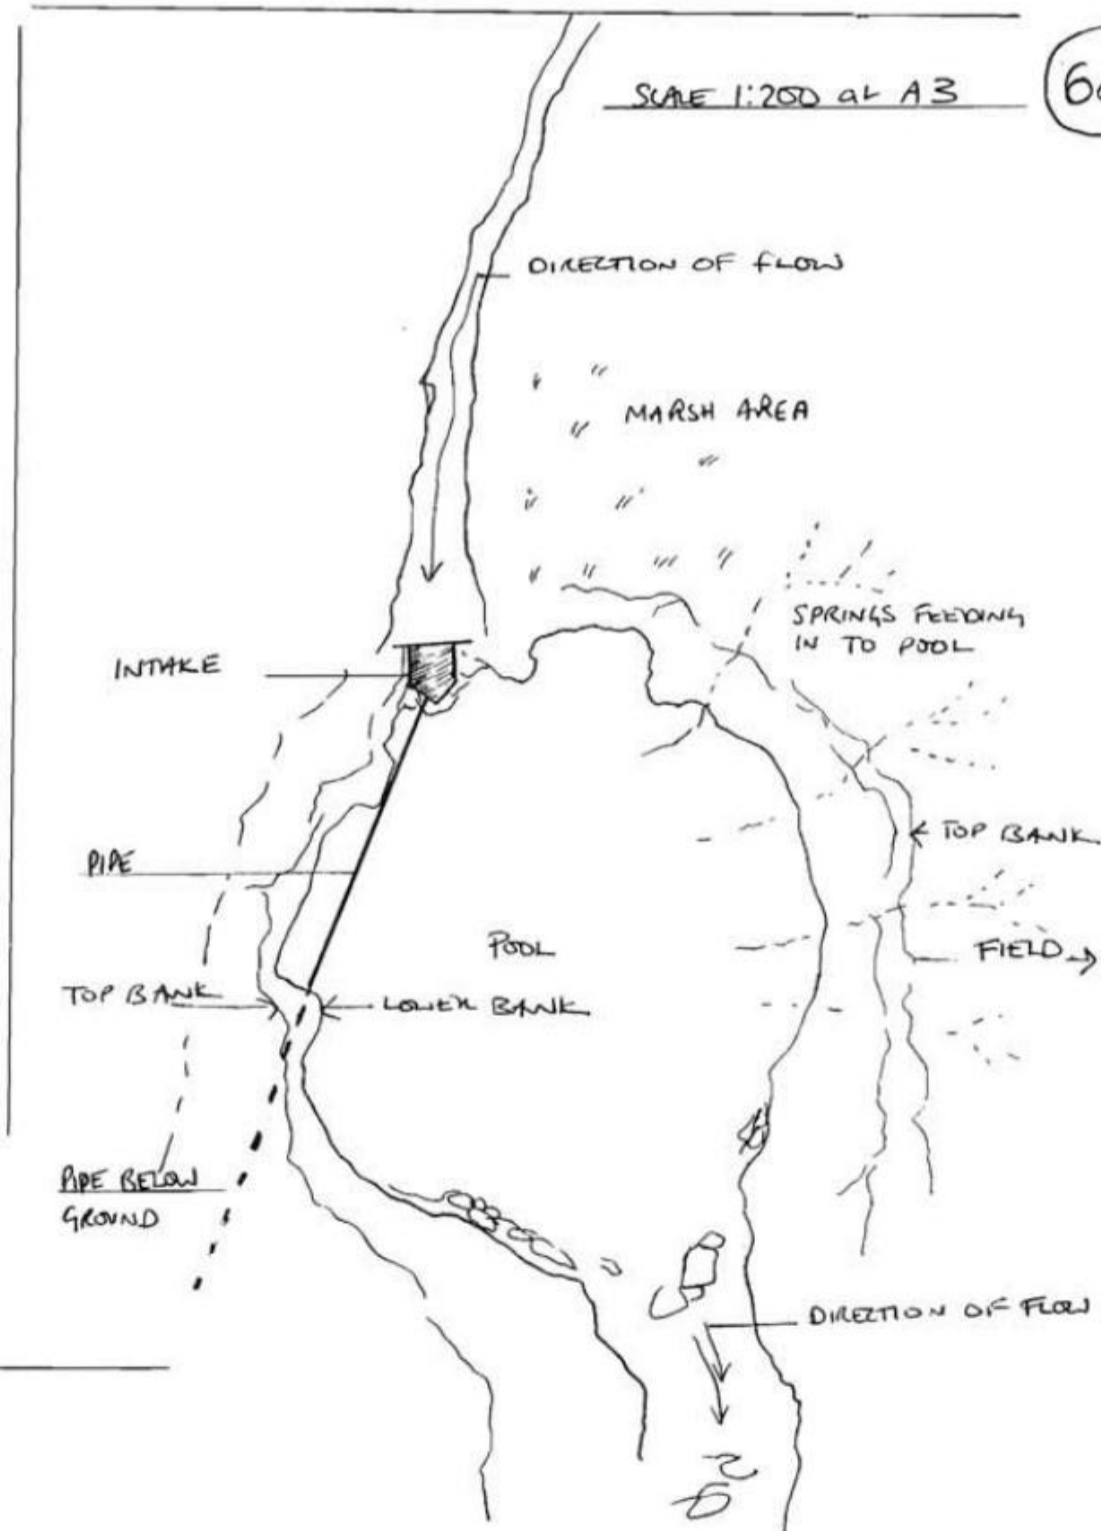 SCALE 1:200 at A3
DIRECTION OF FLOW
MARSH AREA
SPRINGS FEEDING
IN TO POOL
INTAKE
TOP BANK
PIPE
POOL
FIELD
TOP BANK
LOWER BANK
PIPE BELOW
GROUND
DIRECTION OF FLOW